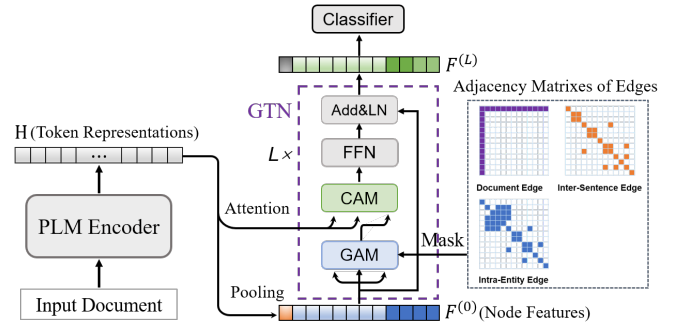 Classifier
F^(L)
GTN
Adjacency Matrixes of Edges
Add&LN
H (Token Representations)
...
L×
FFN
Document Edge
Inter-Sentence Edge
CAM
Attention
PLM Encoder
GAM
Mask
Intra-Entity Edge
Pooling
Input Document
F^(0) (Node Features)